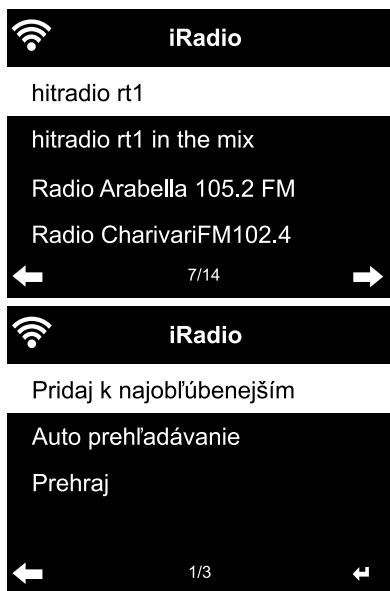 iRadio
hitradio rt1
hitradio rt1 in the mix
Radio Arabella 105.2 FM
Radio CharivariFM102.4
7/14
iRadio
Pridaj k najobľúbenejším
Auto prehľadávanie
Prehraj
1/3